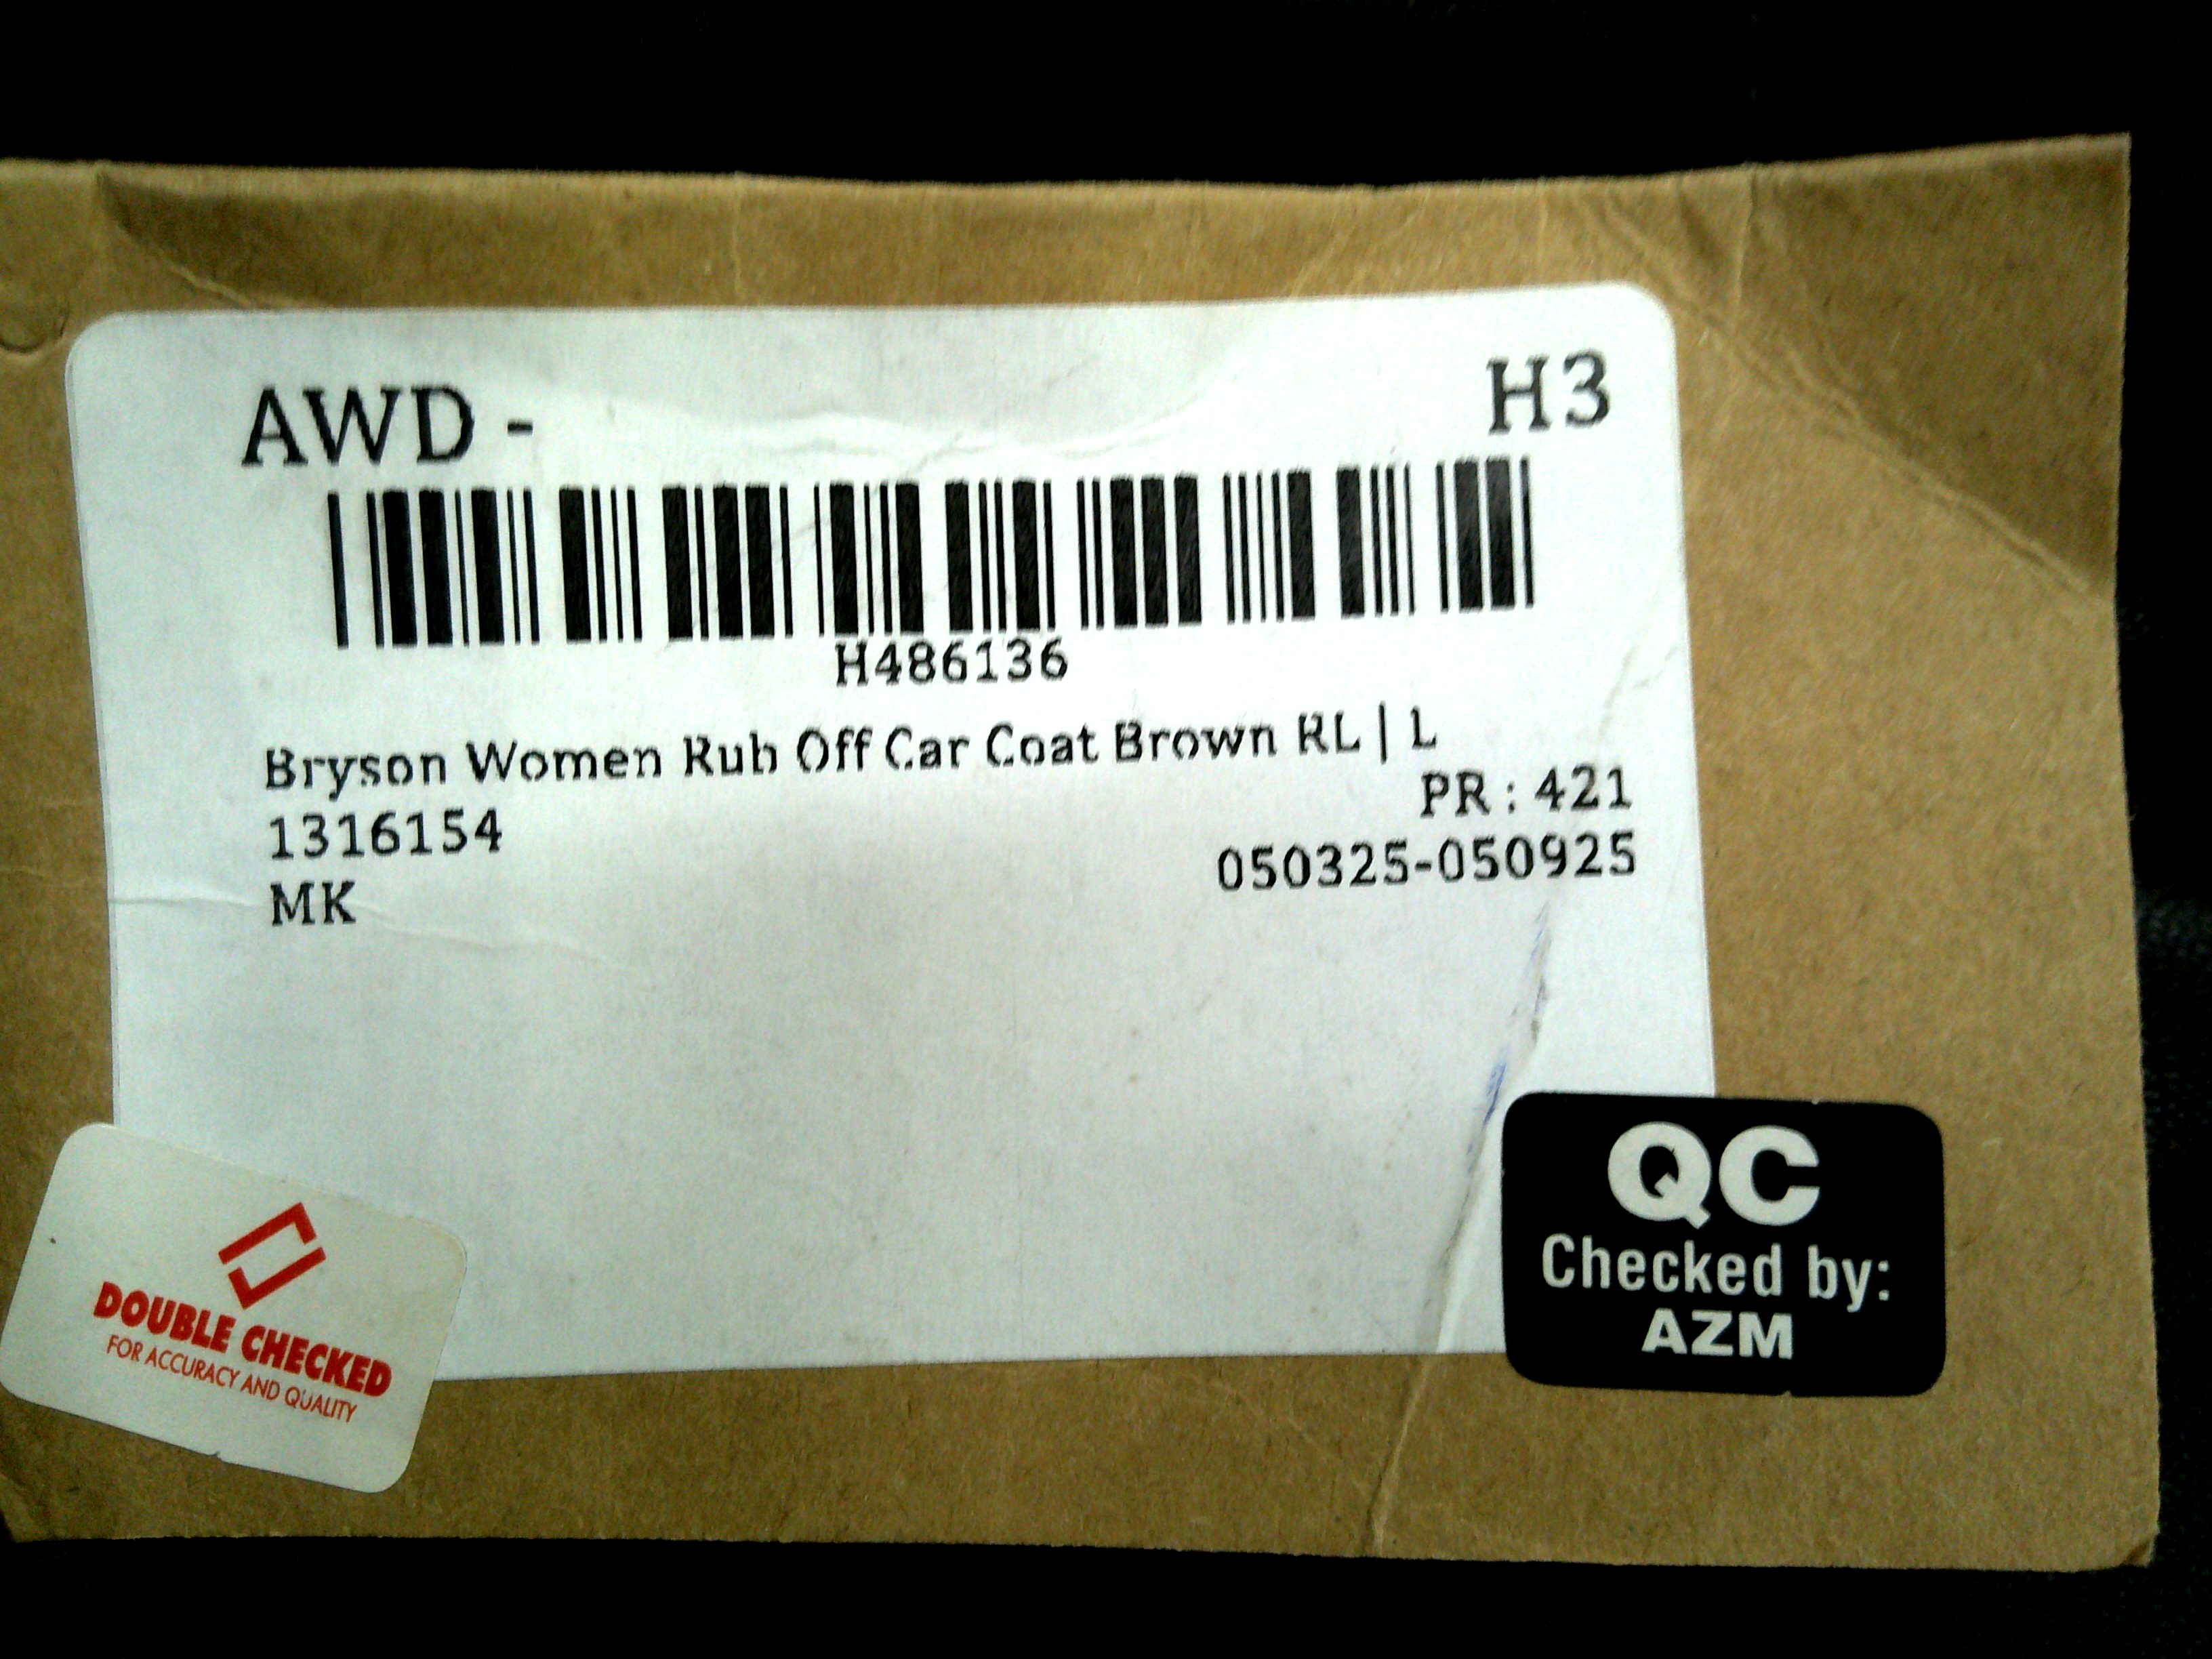 AWD - H3
H486136
Bryson Women Rub Off Car Coat Brown RL | L
PR : 421
1316154
050325-050925
MK
DOUBLE CHECKED
FOR ACCURACY AND QUALITY
QC
Checked by:
AZM